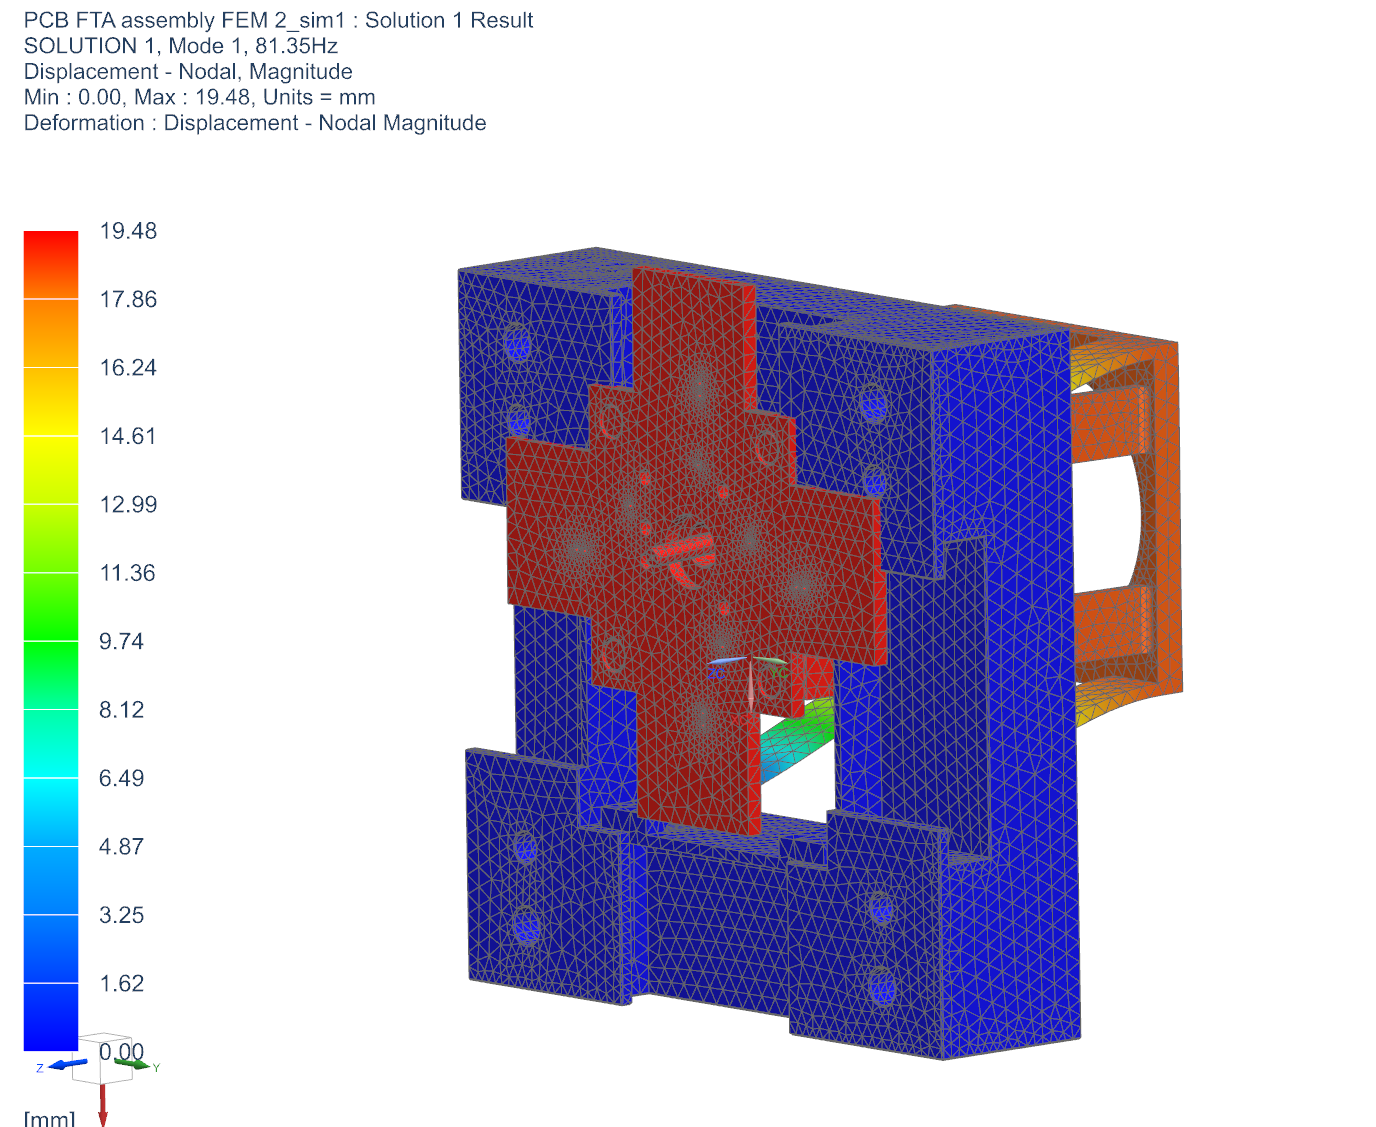 PCB FTA assembly FEM 2_sim1 : Solution 1 Result
SOLUTION 1, Mode 1, 81.35Hz
Displacement - Nodal, Magnitude
Min : 0.00, Max : 19.48, Units = mm
Deformation : Displacement - Nodal Magnitude
19.48
17.86
16.24
14.61
12.99
11.36
9.74
8.12
6.49
4.87
3.25
1.62
0.00
Z
Y
[mm]